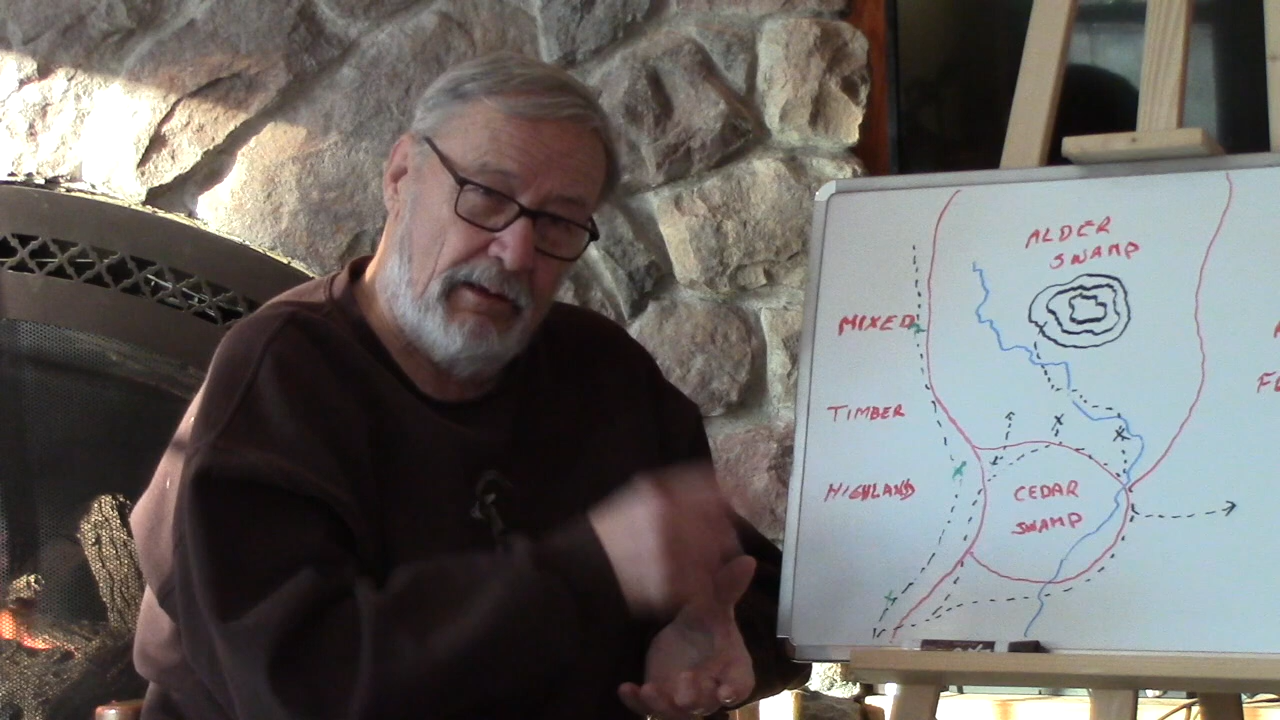 ALDER
SWAMP
MIXED
TIMBER
HIGHLAND
CEDAR
SWAMP